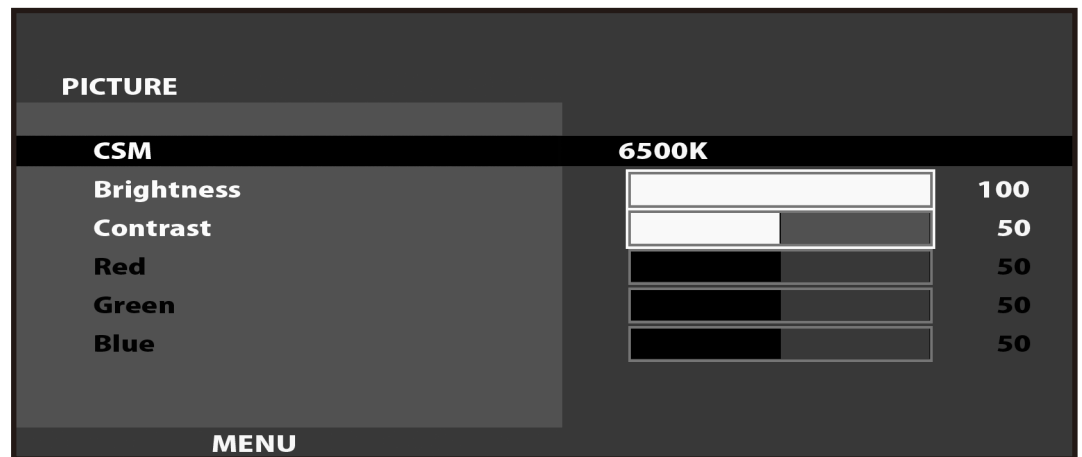 PICTURE
CSM 6500K
Brightness 100
Contrast 50
Red 50
Green 50
Blue 50
MENU